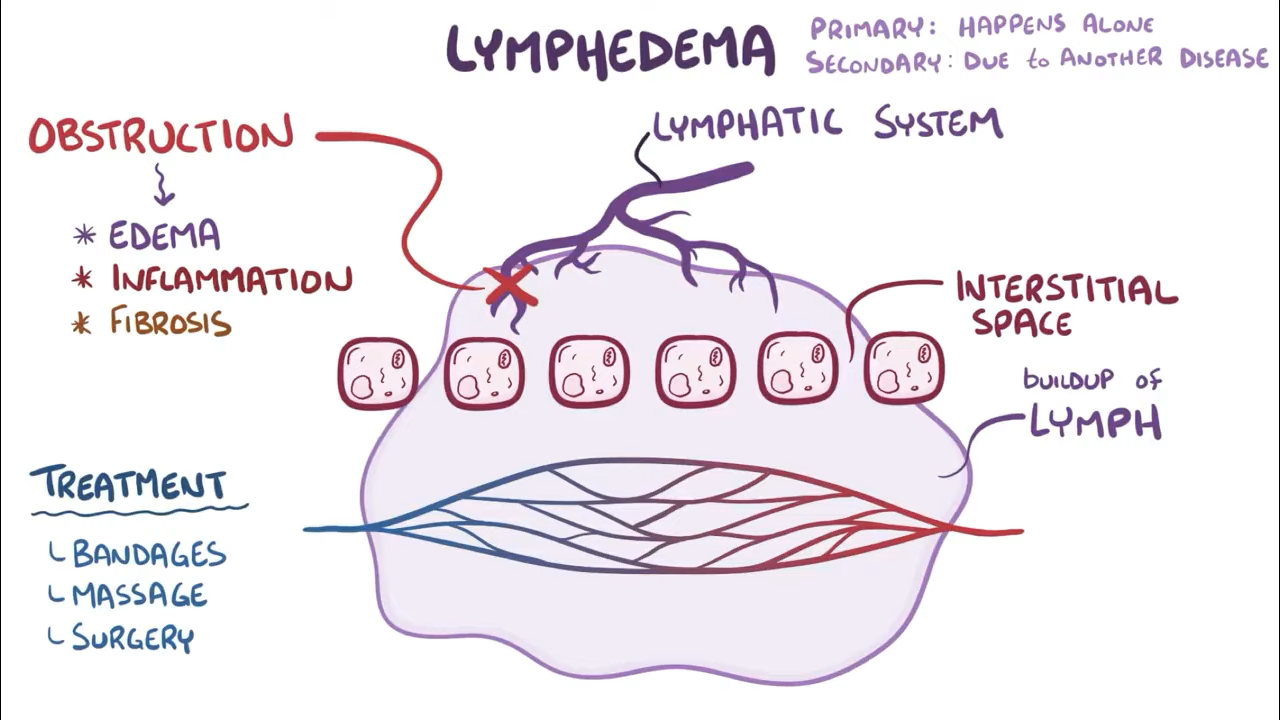 LYMPHEDEMA
PRIMARY: HAPPENS ALONE
SECONDARY: DUE to ANOTHER DISEASE
OBSTRUCTION
* EDEMA
* INFLAMMATION
* FIBROSIS
LYMPHATIC SYSTEM
INTERSTITIAL
SPACE
BUILDUP OF
LYMPH
TREATMENT
BANDAGES
MASSAGE
SURGERY